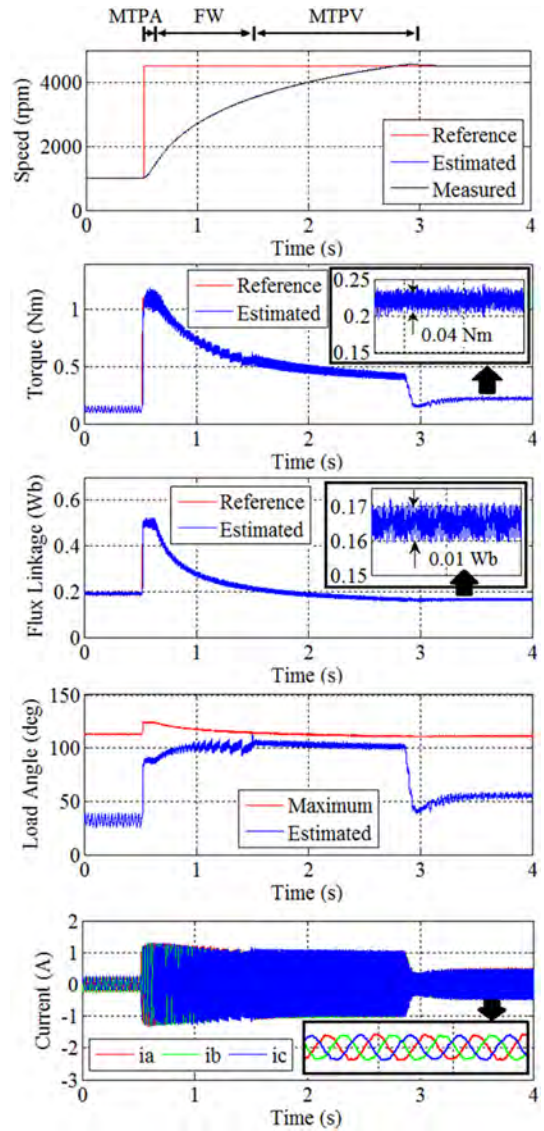 MTPA FW MTPV
4000
2000
0
Speed (rpm)
Reference
Estimated
Measured
0 1 2 3 4
Time (s)
1
0.5
0
Torque (Nm)
Reference
Estimated
0.25
0.2
0.15
0.04 Nm
0 1 2 3 4
Time (s)
0.6
0.4
0.2
0
Flux Linkage (Wb)
Reference
Estimated
0.17
0.16
0.15
0.01 Wb
0 1 2 3 4
Time (s)
150
100
50
0
Load Angle (deg)
Maximum
Estimated
0 1 2 3 4
Time (s)
2
1
0
-1
-2
-3
Current (A)
ia ib ic
0 1 2 3 4
Time (s)